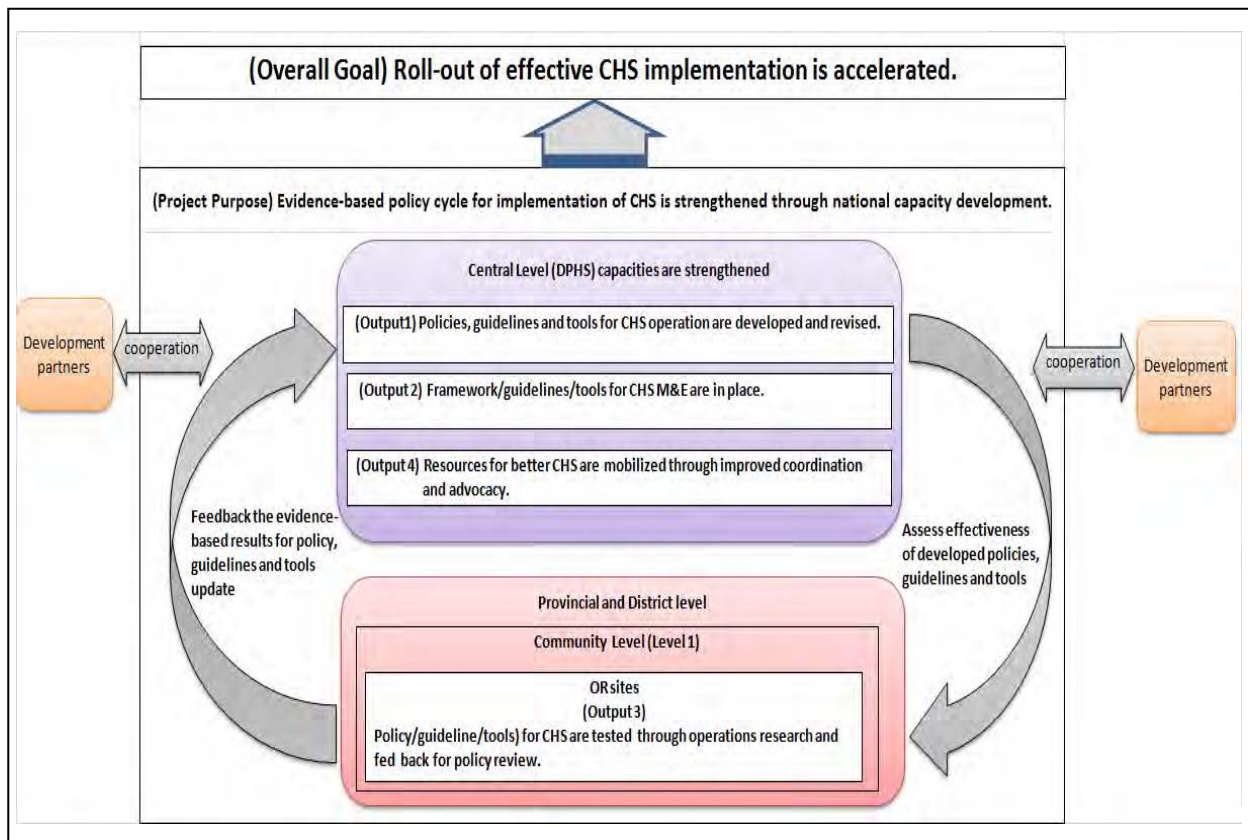 (Overall Goal) Roll-out of effective CHS implementation is accelerated.
(Project Purpose) Evidence-based policy cycle for implementation of CHS is strengthened through national capacity development.
Central Level (DPHS) capacities are strengthened
(Output1) Policies, guidelines and tools for CHS operation are developed and revised.
(Output 2) Framework/guidelines/tools for CHS M&E are in place.
(Output 4) Resources for better CHS are mobilized through improved coordination
and advocacy.
Development
partners
cooperation
cooperation
Development
partners
Feedback the evidence-
based results for policy,
guidelines and tools
update
Assess effectiveness
of developed policies,
guidelines and tools
Provincial and District level
Community Level (Level 1)
OR sites
(Output 3)
Policy/guideline/tools) for CHS are tested through operations research and
fed back for policy review.